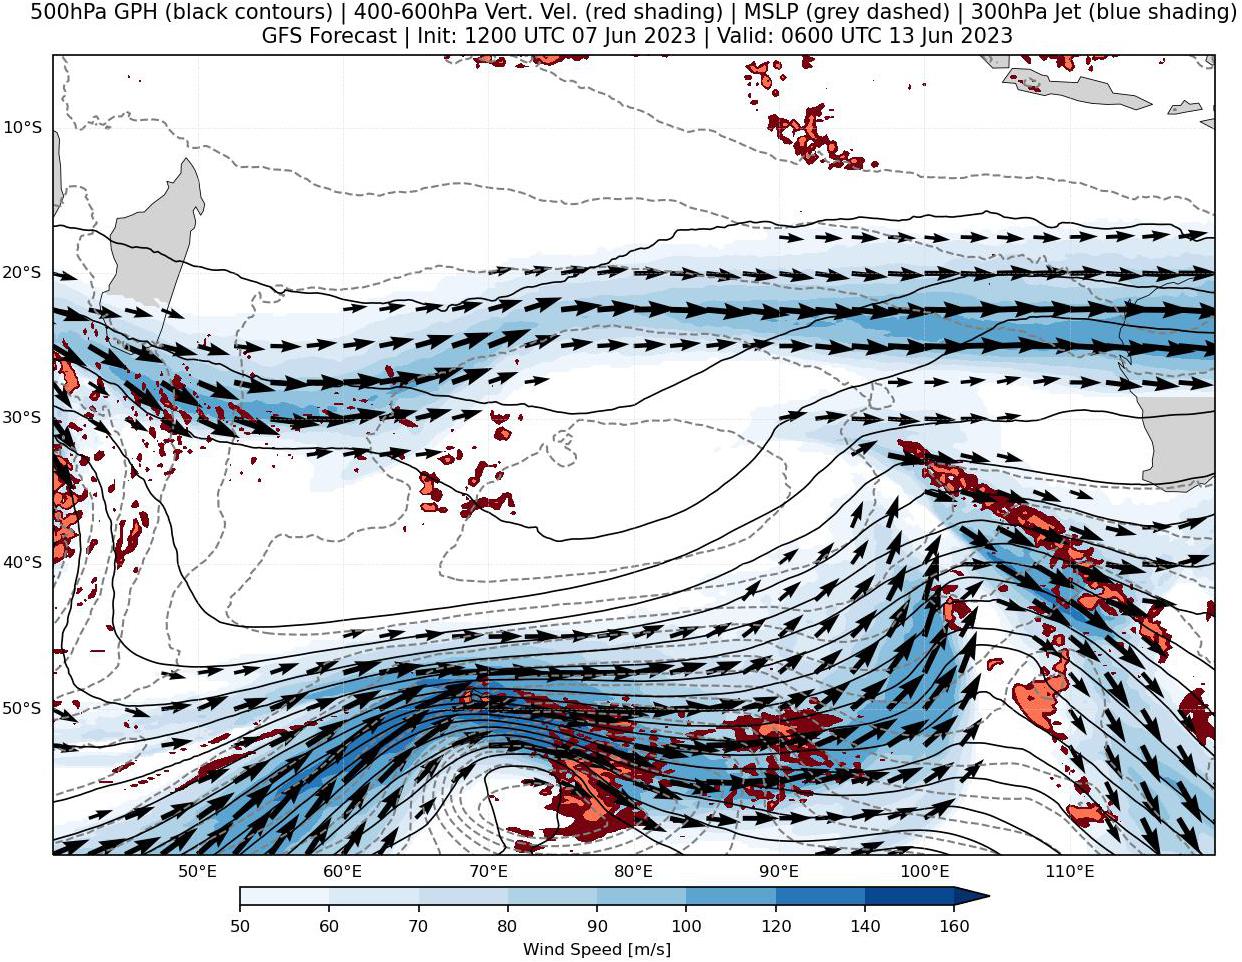 500hPa GPH (black contours) | 400-600hPa Vert. Vel. (red shading) | MSLP (grey dashed) | 300hPa Jet (blue shading)
GFS Forecast | Init: 1200 UTC 07 Jun 2023 | Valid: 0600 UTC 13 Jun 2023
10°S
20°S
30°S
40°S
50°S
50°E 60°E 70°E 80°E 90°E 100°E 110°E
50 60 70 80 90 100 120 140 160
Wind Speed [m/s]